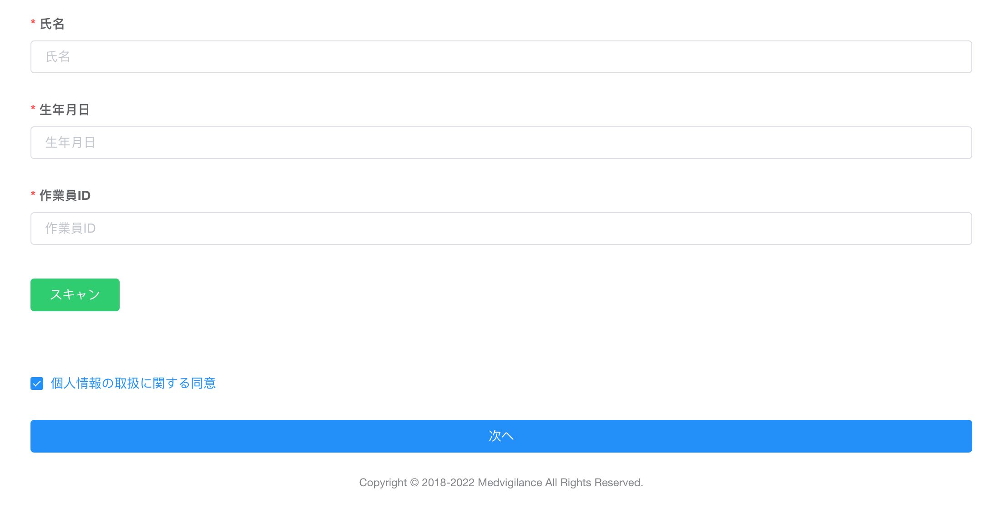 * 氏名
氏名
* 生年月日
生年月日
* 作業員ID
作業員ID
スキャン
個人情報の取扱に関する同意
次へ
Copyright © 2018-2022 Medvigilance All Rights Reserved.